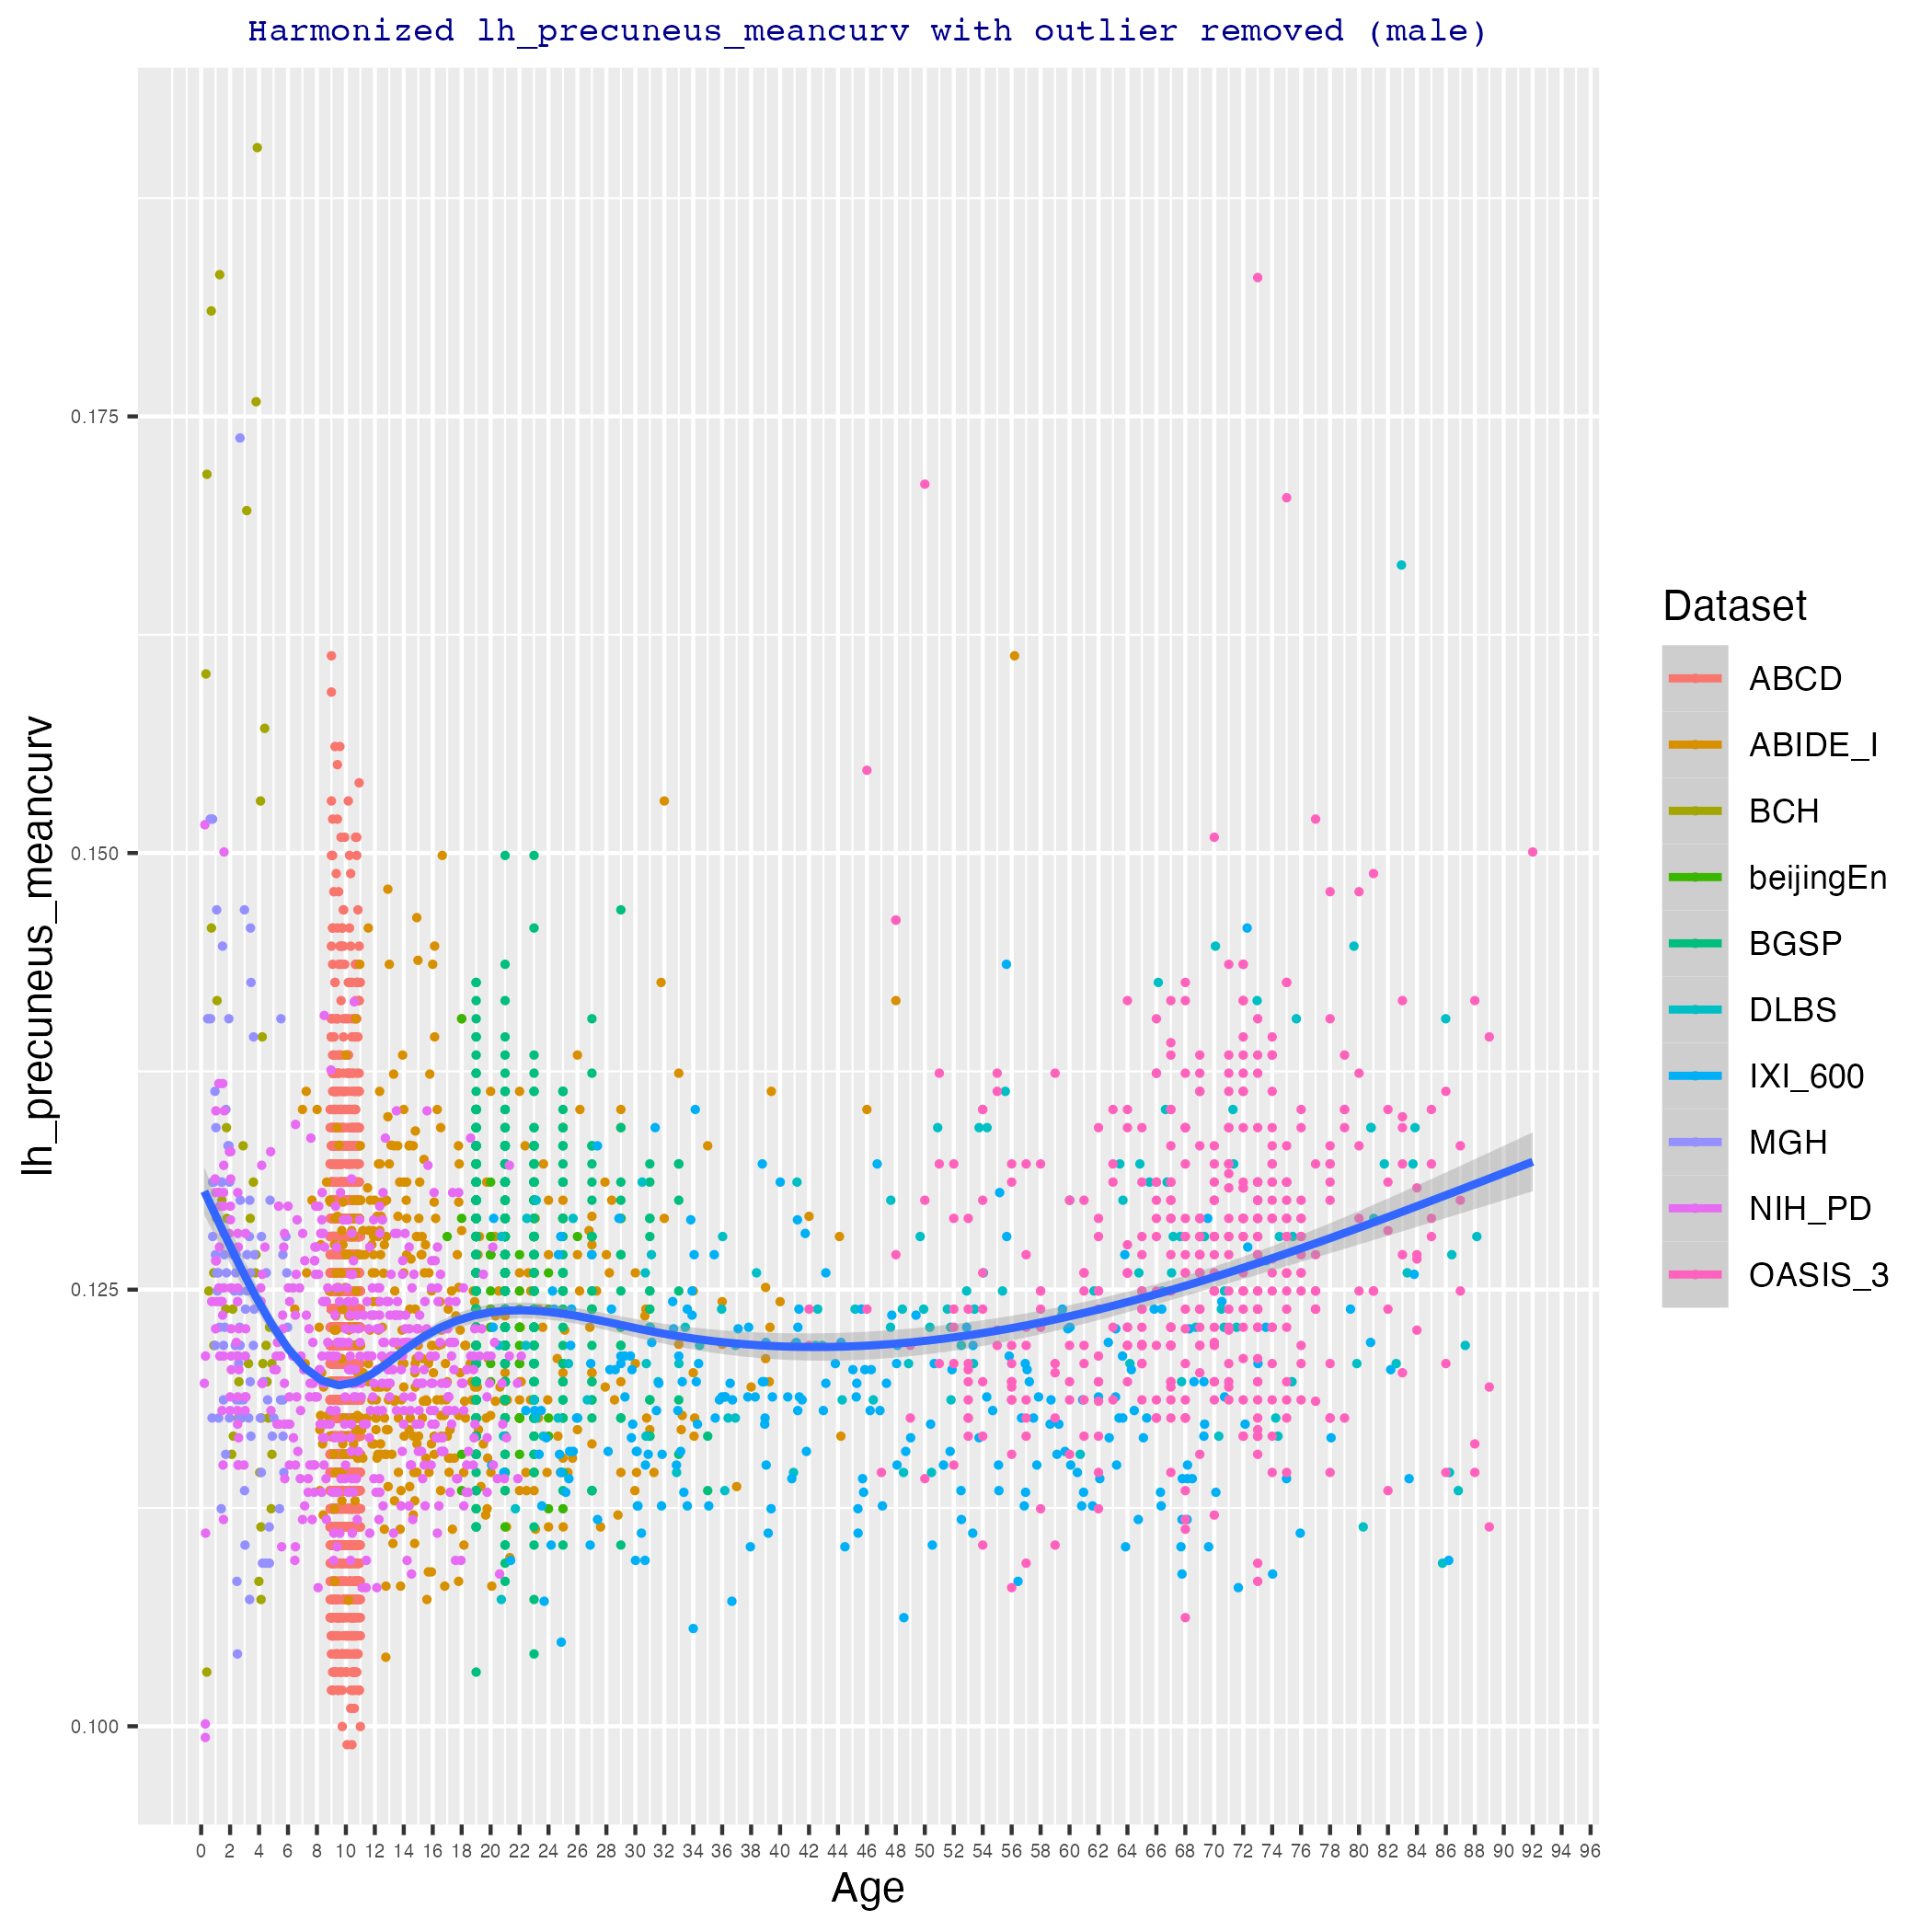 Harmonized lh_precuneus_meancurv with outlier removed (male)
lh_precuneus_meancurv
0.175
0.150
0.125
0.100
0 2 4 6 8 10 12 14 16 18 20 22 24 26 28 30 32 34 36 38 40 42 44 46 48 50 52 54 56 58 60 62 64 66 68 70 72 74 76 78 80 82 84 86 88 90 92 94 96
Age
Dataset
ABCD
ABIDE_I
BCH
beijingEn
BGSP
DLBS
IXI_600
MGH
NIH_PD
OASIS_3